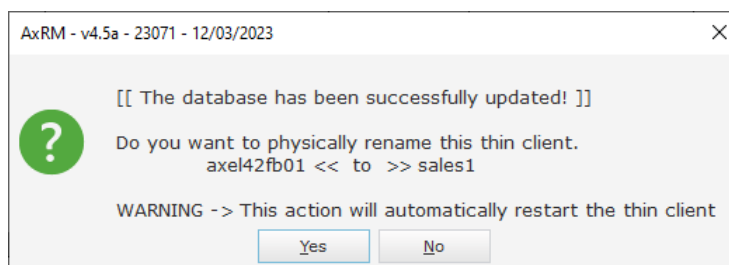 AxRM - v4.5a - 23071 - 12/03/2023
[[ The database has been successfully updated! ]]
Do you want to physically rename this thin client.
axel42fb01 << to >> sales1
WARNING -> This action will automatically restart the thin client
Yes No